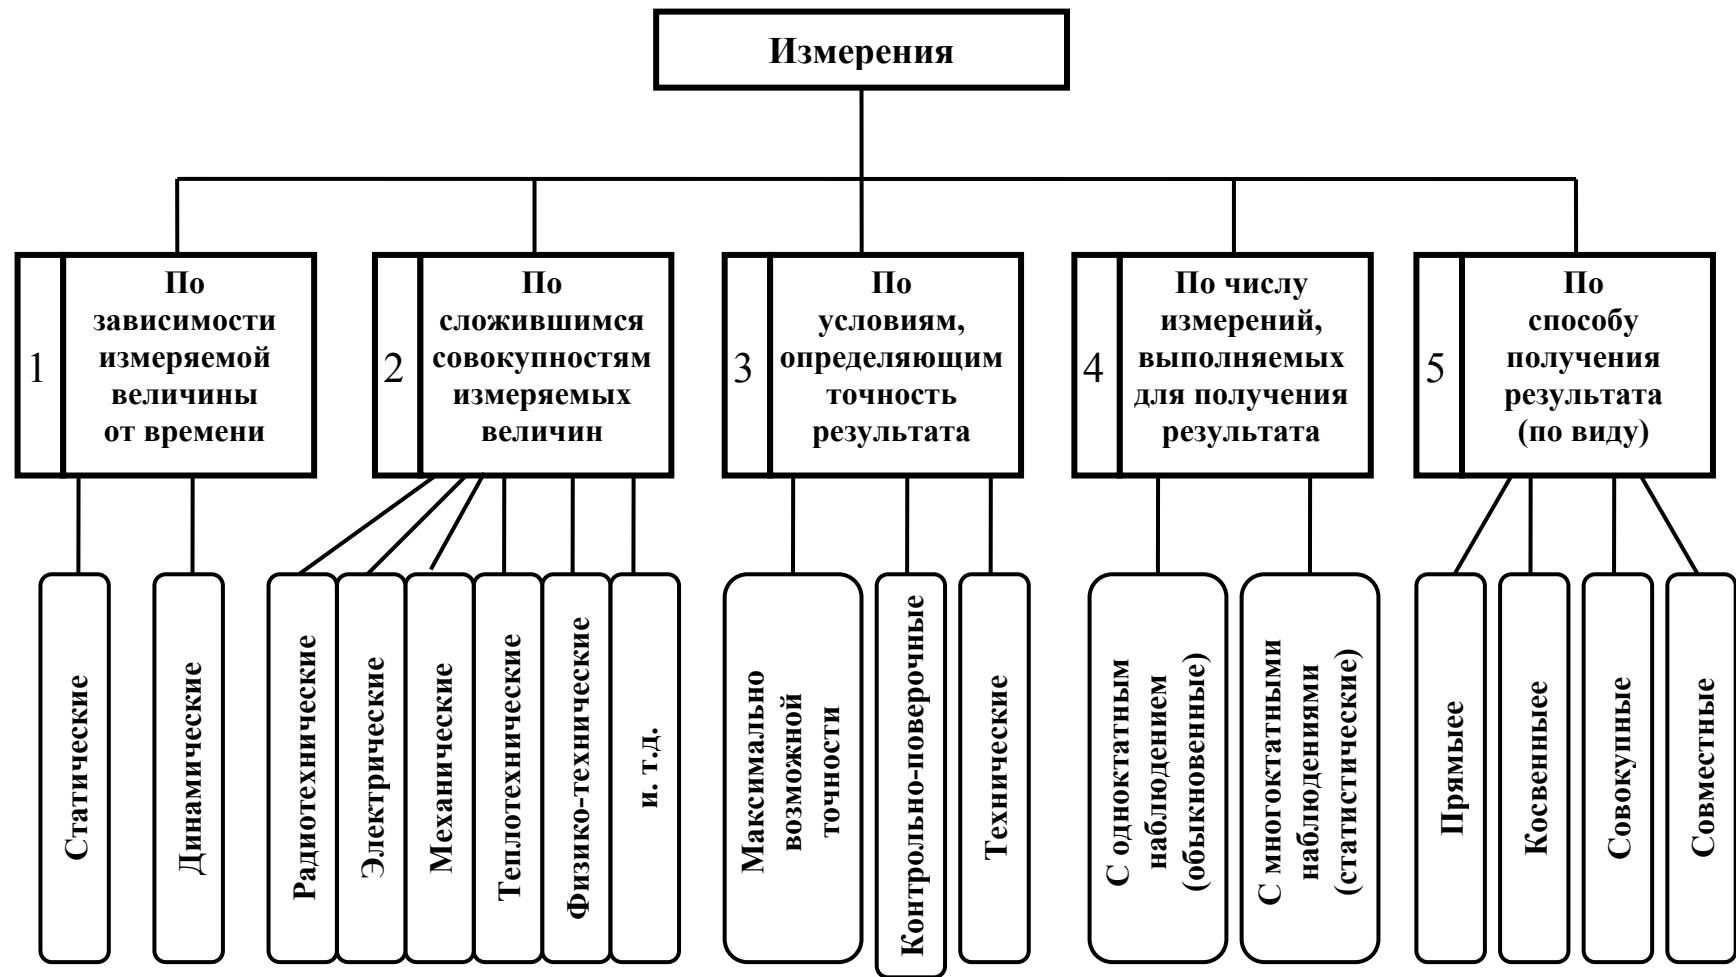 Измерения
1
По
зависимости
измеряемой
величины
от времени
2
По
сложившимся
совокупностям
измеряемых
величин
3
По
условиям,
определяющим
точность
результата
4
По числу
измерений,
выполняемых
для получения
результата
5
По
способу
получения
результата
(по виду)
Статические
Динамические
Радиотехнические
Электрические
Механические
Теплотехнические
Физико-технические
и. т.д.
Максимально
возможной
точности
Контрольно-поверочные
Технические
С одноктатным
наблюдением
(обыкновенные)
С многоктатными
наблюдениями
(статистические)
Прямыее
Косвенныее
Совокупные
Совместные